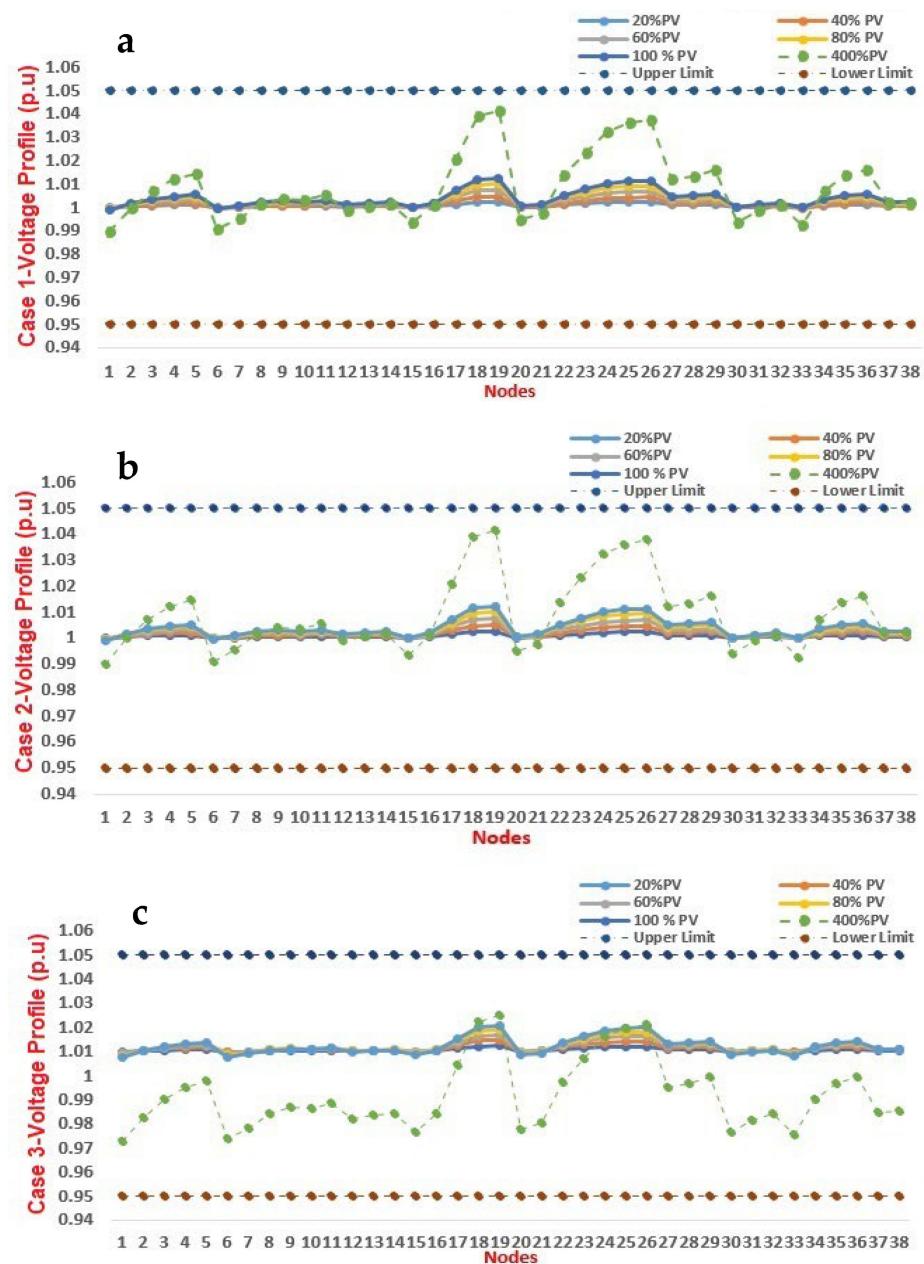 a
20%PV 40% PV
60%PV 80% PV
100 % PV 400%PV
Upper Limit Lower Limit
Case 1-Voltage Profile (p.u)
1.06
1.05
1.04
1.03
1.02
1.01
1
0.99
0.98
0.97
0.96
0.95
0.94
1 2 3 4 5 6 7 8 9 10 11 12 13 14 15 16 17 18 19 20 21 22 23 24 25 26 27 28 29 30 31 32 33 34 35 36 37 38
Nodes
b
20%PV 40% PV
60%PV 80% PV
100 % PV 400%PV
Upper Limit Lower Limit
Case 2-Voltage Profile (p.u)
1.06
1.05
1.04
1.03
1.02
1.01
1
0.99
0.98
0.97
0.96
0.95
0.94
1 2 3 4 5 6 7 8 9 10 11 12 13 14 15 16 17 18 19 20 21 22 23 24 25 26 27 28 29 30 31 32 33 34 35 36 37 38
Nodes
c
20%PV 40% PV
60%PV 80% PV
100 % PV 400%PV
Upper Limit Lower Limit
Case 3-Voltage Profile (p.u)
1.06
1.05
1.04
1.03
1.02
1.01
1
0.99
0.98
0.97
0.96
0.95
0.94
1 2 3 4 5 6 7 8 9 10 11 12 13 14 15 16 17 18 19 20 21 22 23 24 25 26 27 28 29 30 31 32 33 34 35 36 37 38
Nodes